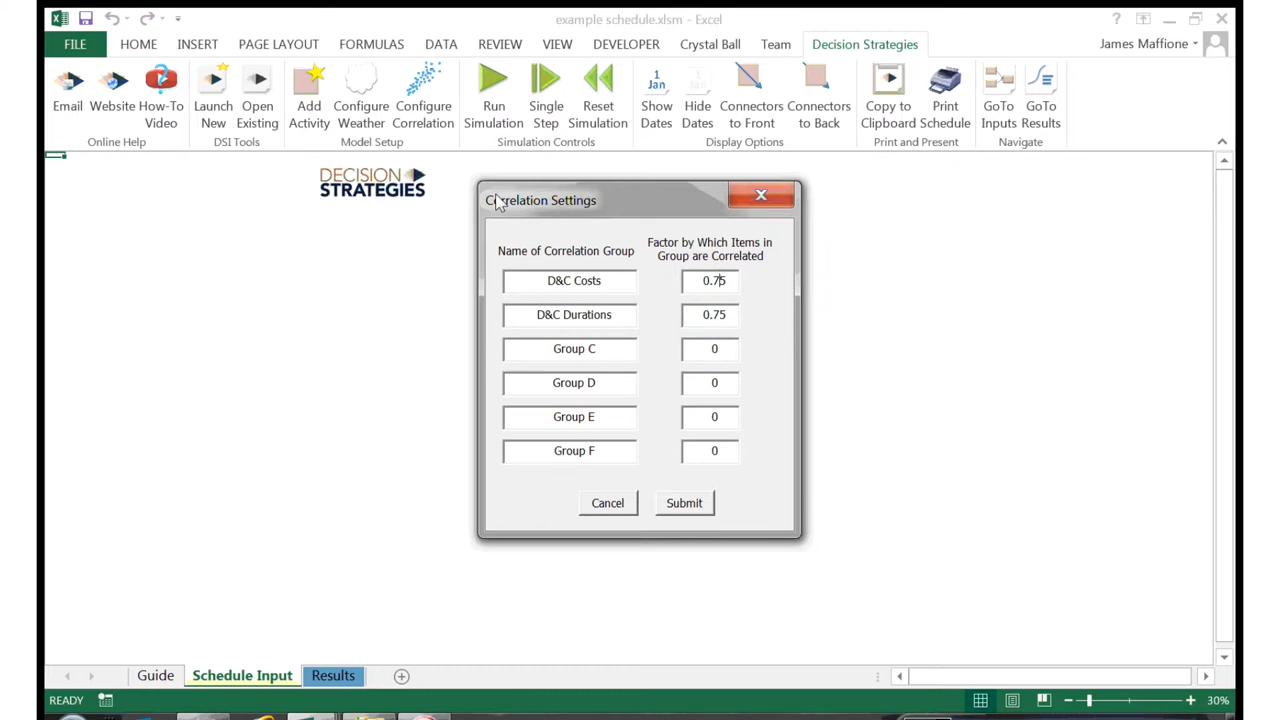 example schedule.xlsm - Excel
?
FILE HOME INSERT PAGE LAYOUT FORMULAS DATA REVIEW VIEW DEVELOPER Crystal Ball Team Decision Strategies James Maffione
Email Website How-To Video Launch New Open Existing Add Activity Configure Weather Configure Correlation Run Simulation Single Step Reset Simulation 1 Jan Show Dates 1 Jan Hide Dates Connectors to Front Connectors to Back Copy to Clipboard Print Schedule GoTo Inputs GoTo Results
Online Help DSI Tools Model Setup Simulation Controls Display Options Print and Present Navigate
DECISION
STRATEGIES
Correlation Settings
Name of Correlation Group
Factor by Which Items in
Group are Correlated
D&C Costs 0.75
D&C Durations 0.75
Group C 0
Group D 0
Group E 0
Group F 0
Cancel Submit
Guide Schedule Input Results
READY 30%